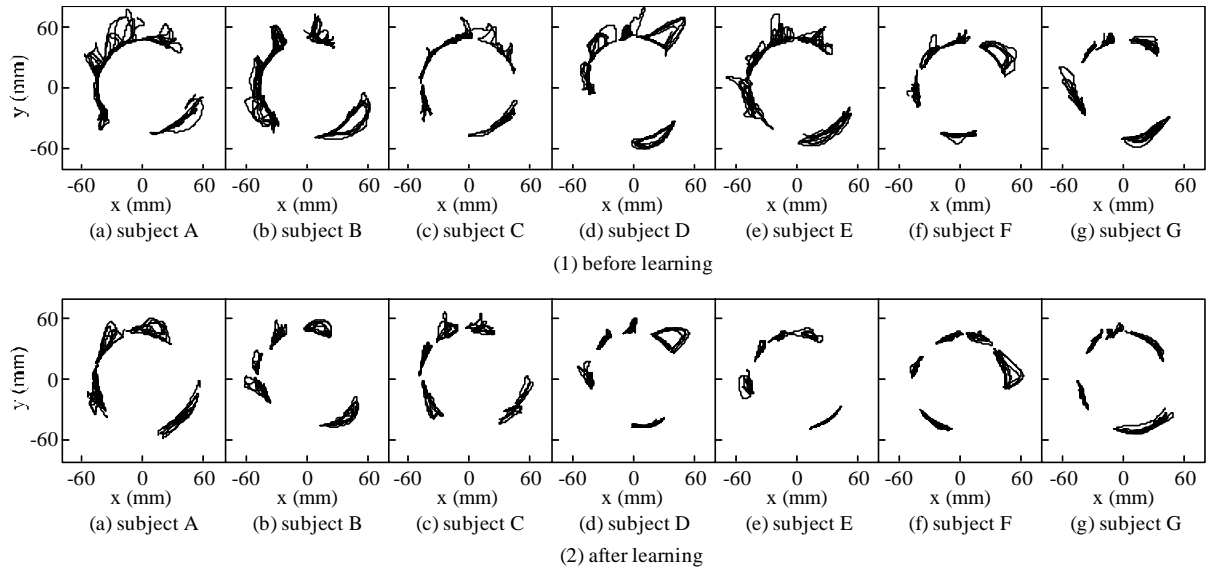 60
0
-60
y (mm)
-60 0 60 -60 0 60 -60 0 60 -60 0 60 -60 0 60 -60 0 60 -60 0 60
x (mm) x (mm) x (mm) x (mm) x (mm) x (mm) x (mm)
(a) subject A (b) subject B (c) subject C (d) subject D (e) subject E (f) subject F (g) subject G
(1) before learning
60
0
-60
y (mm)
-60 0 60 -60 0 60 -60 0 60 -60 0 60 -60 0 60 -60 0 60 -60 0 60
x (mm) x (mm) x (mm) x (mm) x (mm) x (mm) x (mm)
(a) subject A (b) subject B (c) subject C (d) subject D (e) subject E (f) subject F (g) subject G
(2) after learning